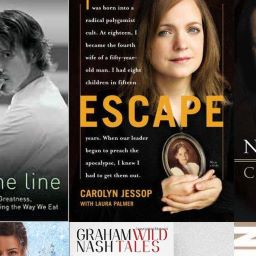 I was born into a
radical polygamist
cult. At eighteen, I
became the fourth
wife of a fifty-year-
old man. I had eight
children in fifteen
ESCAPE
years. When our leader
began to preach the
apocalypse, I knew I
had to get them out.
CAROLYN JESSOP
WITH LAURA PALMER
ne line
Greatness,
ing the Way We Eat
N
C
GRAHAM WILD
NASH TALES
N